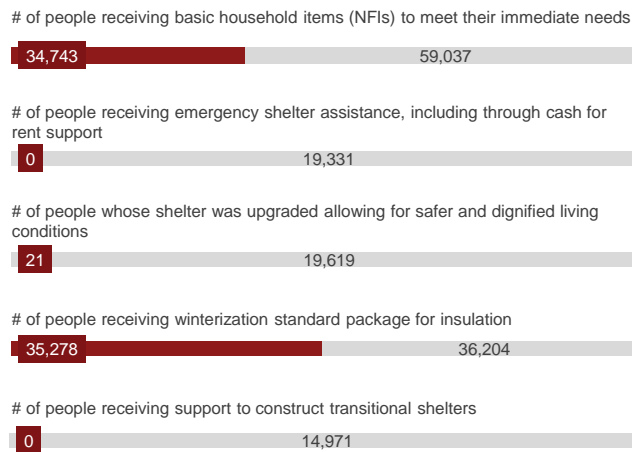 # of people receiving basic household items (NFIs) to meet their immediate needs
34,743 59,037
# of people receiving emergency shelter assistance, including through cash for
rent support
0 19,331
# of people whose shelter was upgraded allowing for safer and dignified living
conditions
21 19,619
# of people receiving winterization standard package for insulation
35,278 36,204
# of people receiving support to construct transitional shelters
0 14,971